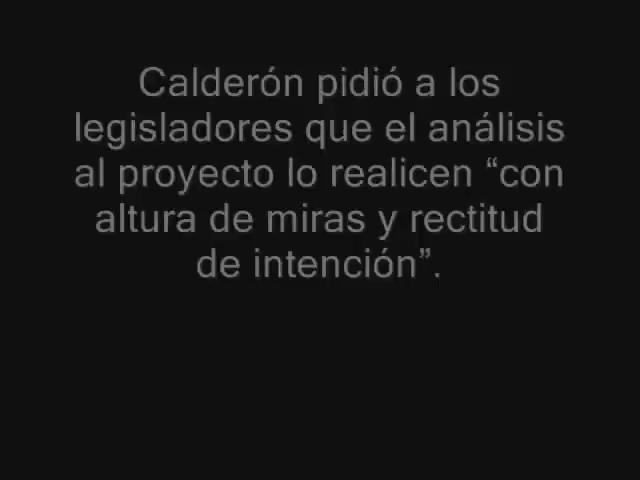 Calderón pidió a los
legisladores que el análisis
al proyecto lo realicen “con
altura de miras y rectitud
de intención”.